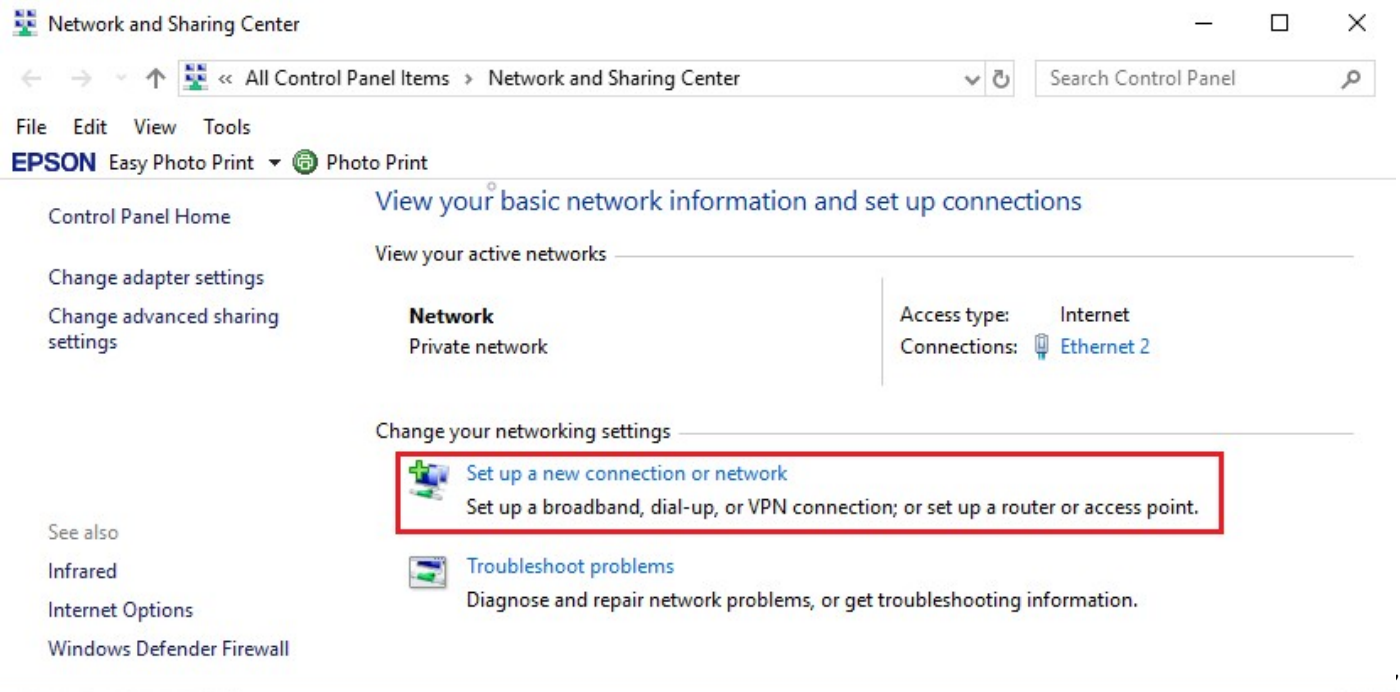 Network and Sharing Center
« All Control Panel Items > Network and Sharing Center
Search Control Panel
File Edit View Tools
EPSON Easy Photo Print Photo Print
Control Panel Home
Change adapter settings
Change advanced sharing
settings
See also
Infrared
Internet Options
Windows Defender Firewall
View your basic network information and set up connections
View your active networks
Network
Private network
Access type: Internet
Connections: Ethernet 2
Change your networking settings
Set up a new connection or network
Set up a broadband, dial-up, or VPN connection; or set up a router or access point.
Troubleshoot problems
Diagnose and repair network problems, or get troubleshooting information.